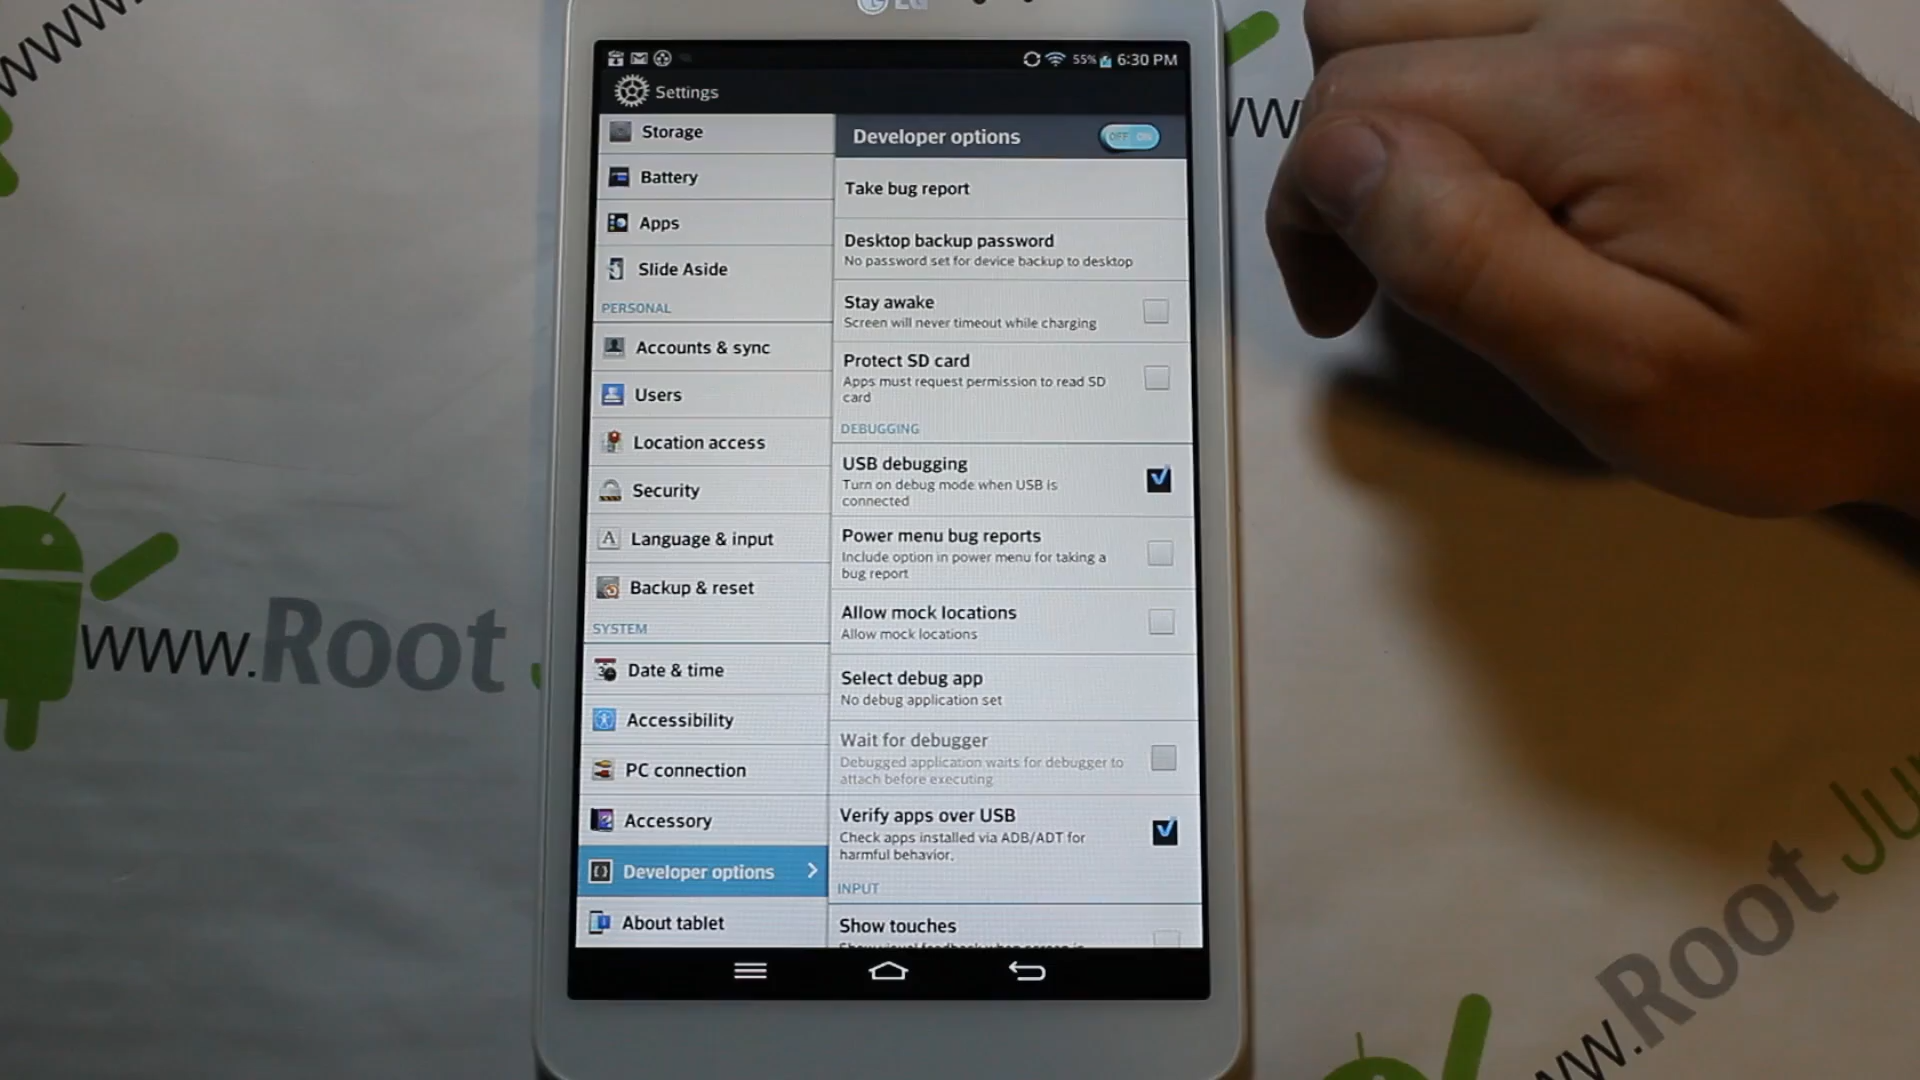 LG
55% 6:30 PM
Settings
Storage
Battery
Apps
Slide Aside
PERSONAL
Accounts & sync
Users
Location access
Security
Language & input
Backup & reset
SYSTEM
Date & time
Accessibility
PC connection
Accessory
Developer options
About tablet
Developer options
OFF ON
Take bug report
Desktop backup password
No password set for device backup to desktop
Stay awake
Screen will never timeout while charging
Protect SD card
Apps must request permission to read SD
card
DEBUGGING
USB debugging
Turn on debug mode when USB is
connected
Power menu bug reports
Include option in power menu for taking a
bug report
Allow mock locations
Allow mock locations
Select debug app
No debug application set
Wait for debugger
Debugged application waits for debugger to
attach before executing
Verify apps over USB
Check apps installed via ADB/ADT for
harmful behavior.
INPUT
Show touches
www.Root
www.Root Ju